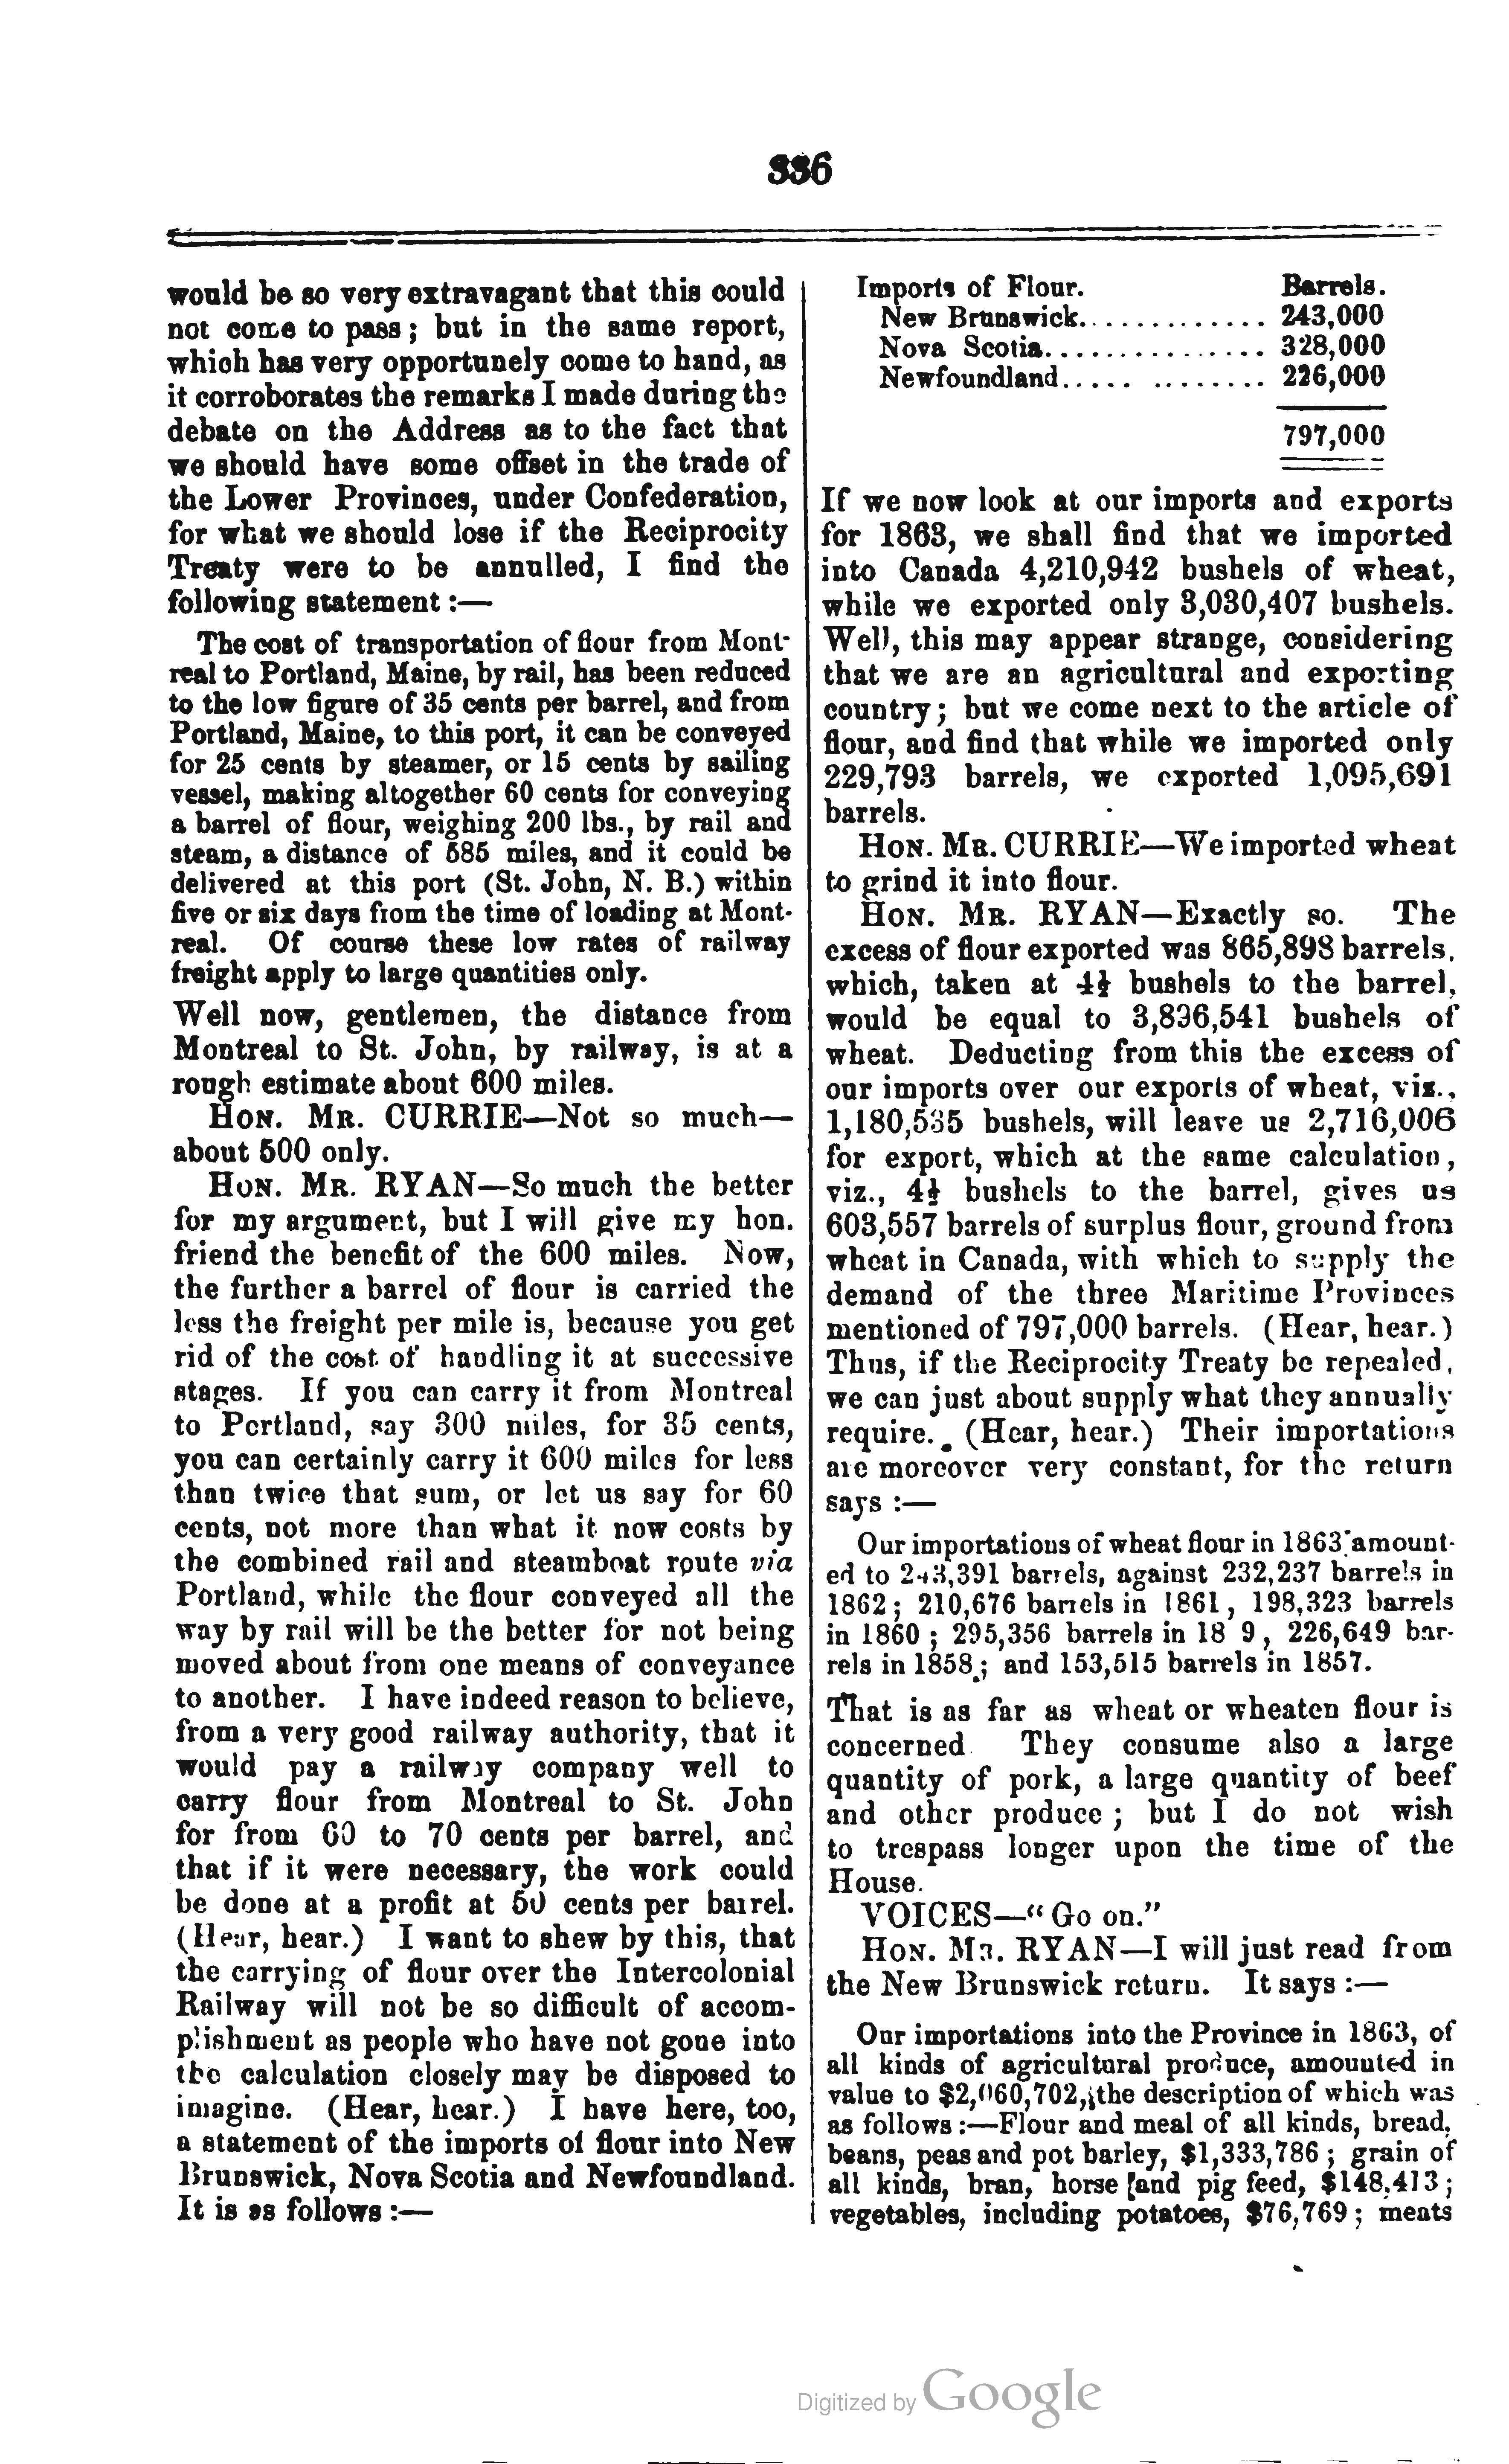 336
would be so very extravagant that this could
not come to pass; but in the same report,
which has very opportunely come to hand, as
it corroborates the remarks I made during the
debate on the Address as to the fact that
we should have some offset in the trade of
the Lower Provinces, under Confederation,
for what we should lose if the Reciprocity
Treaty were to be annulled, I find the
following statement :—
The cost of transportation of flour from Mont-
real to Portland, Maine, by rail, has been reduced
to the low figure of 35 cents per barrel, and from
Portland, Maine, to this port, it can be conveyed
for 25 cents by steamer, or 15 cents by sailing
vessel, making altogether 60 cents for conveying
a barrel of flour, weighing 200 lbs., by rail and
steam, a distance of 585 miles, and it could be
delivered at this port (St. John, N. B.) within
five or six days from the time of loading at Mont-
real. Of course these low rates of railway
freight apply to large quantities only.
Well now, gentlemen, the distance from
Montreal to St. John, by railway, is at a
rough estimate about 600 miles.
HON. MR. CURRIE—Not so much—
about 500 only.
HON. MR. RYAN—So much the better
for my argument, but I will give my hon.
friend the benefit of the 600 miles. Now,
the further a barrel of flour is carried the
less the freight per mile is, because you get
rid of the cost of handling it at successive
stages. If you can carry it from Montreal
to Portland, say 300 miles, for 35 cents,
you can certainly carry it 600 miles for less
than twice that sum, or let us say for 60
cents, not more than what it now costs by
the combined rail and steamboat route via
Portland, while the flour conveyed all the
way by rail will be the better for not being
moved about from one means of conveyance
to another. I have indeed reason to believe,
from a very good railway authority, that it
would pay a railway company well to
carry flour from Montreal to St. John
for from 60 to 70 cents per barrel, and
that if it were necessary, the work could
be done at a profit at 50 cents per barrel.
(Hear, hear.) I want to shew by this, that
the carrying of flour over the Intercolonial
Railway will not be so difficult of accom-
plishment as people who have not gone into
the calculation closely may be disposed to
imagine. (Hear, hear.) I have here, too,
a statement of the imports of flour into New
Brunswick, Nova Scotia and Newfoundland.
It is as follows :—
Imports of Flour. Barrels.
New Brunswick.............. 243,000
Nova Scotia................ 328,000
Newfoundland..... ........ 226,000
797,000
If we now look at our imports and exports
for 1863, we shall find that we imported
into Canada 4,210,942 bushels of wheat,
while we exported only 3,030,407 bushels.
Well, this may appear strange, considering
that we are an agricultural and exporting
country; but we come next to the article of
flour, and find that while we imported only
229,793 barrels, we exported 1,095,691
barrels.
HON. MR. CURRIE—We imported wheat
to grind it into flour.
HON. MR. RYAN—Exactly so. The
excess of flour exported was 865,898 barrels,
which, taken at 4½ bushels to the barrel,
would be equal to 3,896,541 bushels of
wheat. Deducting from this the excess of
our imports over our exports of wheat, viz.,
1,180,535 bushels, will leave us 2,716,006
for export, which at the same calculation,
viz., 4½ bushels to the barrel, gives us
603,557 barrels of surplus flour, ground from
wheat in Canada, with which to supply the
demand of the three Maritime Provinces
mentioned of 797,000 barrels. (Hear, hear.)
Thus, if the Reciprocity Treaty be repealed,
we can just about supply what they annually
require. (Hear, hear.) Their importations
are moreover very constant, for the return
says :—
Our importations of wheat flour in 1863 amount-
ed to 243,391 barrels, against 232,237 barrels in
1862; 210,676 barrels in 1861, 198,323 barrels
in 1860; 295,356 barrels in 18 9, 226,649 bar-
rels in 1858; and 153,515 barrels in 1857.
That is as far as wheat or wheaten flour is
concerned. They consume also a large
quantity of pork, a large quantity of beef
and other produce; but I do not wish
to trespass longer upon the time of the
House.
VOICES—"Go on."
HON. MR. RYAN—I will just read from
the New Brunswick return. It says :—
Our importations into the Province in 1863, of
all kinds of agricultural produce, amounted in
value to $2,060,702, the description of which was
as follows:—Flour and meal of all kinds, bread,
beans, peas and pot barley, $1,333,786; grain of
all kinds, bran, horse and pig feed, $148,413;
vegetables, including potatoes, $76,769; meats
Digitized by Google